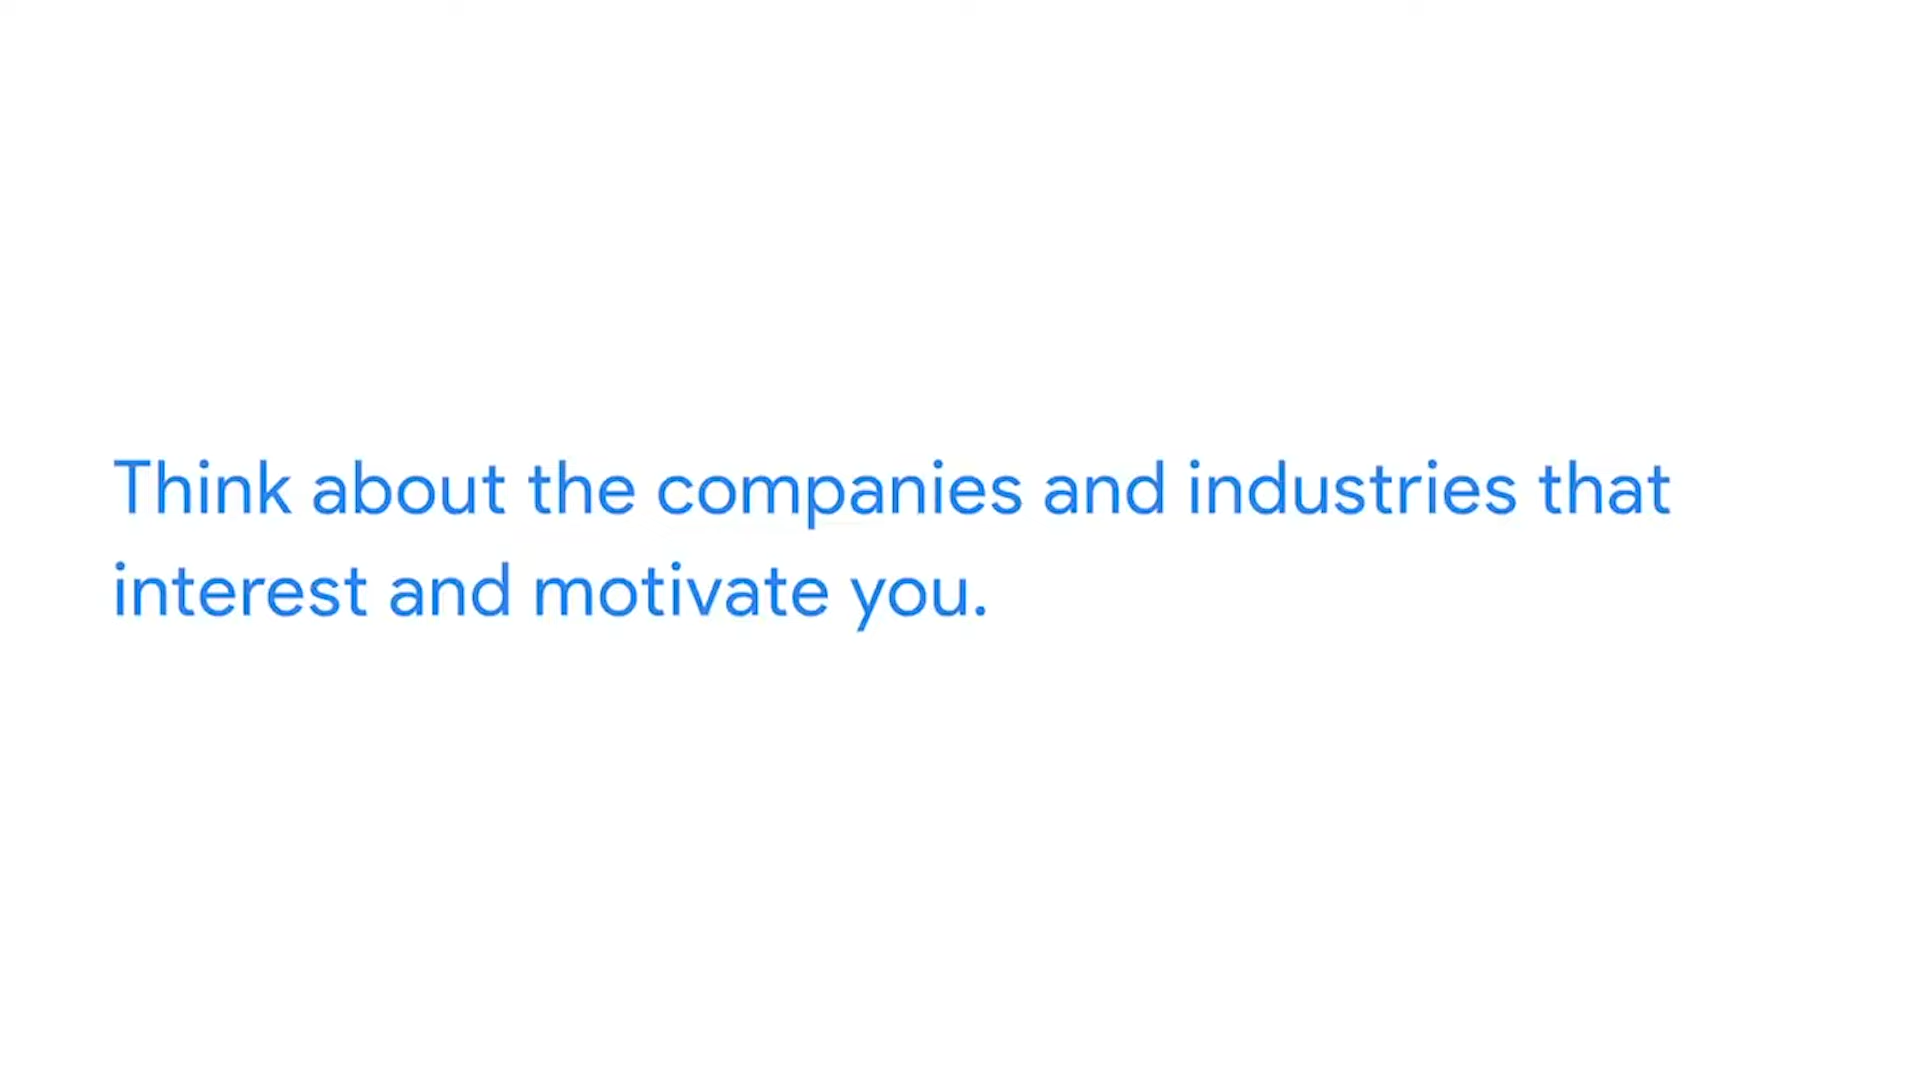 Think about the companies and industries that
interest and motivate you.